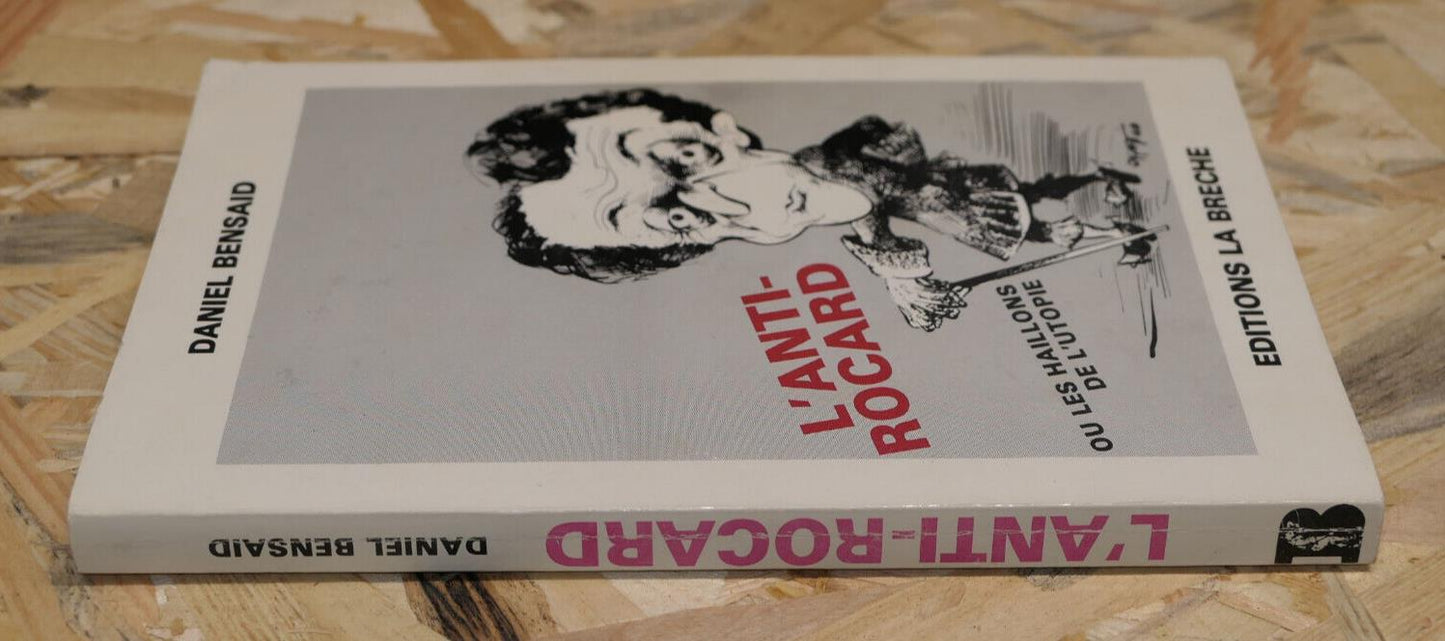 DANIEL BENSAID
L'ANTI-
ROCARD
OU LES HAILLONS
DE L'UTOPIE
EDITIONS LA BRECHE
L'ANTI-ROCARD
DANIEL BENSAID